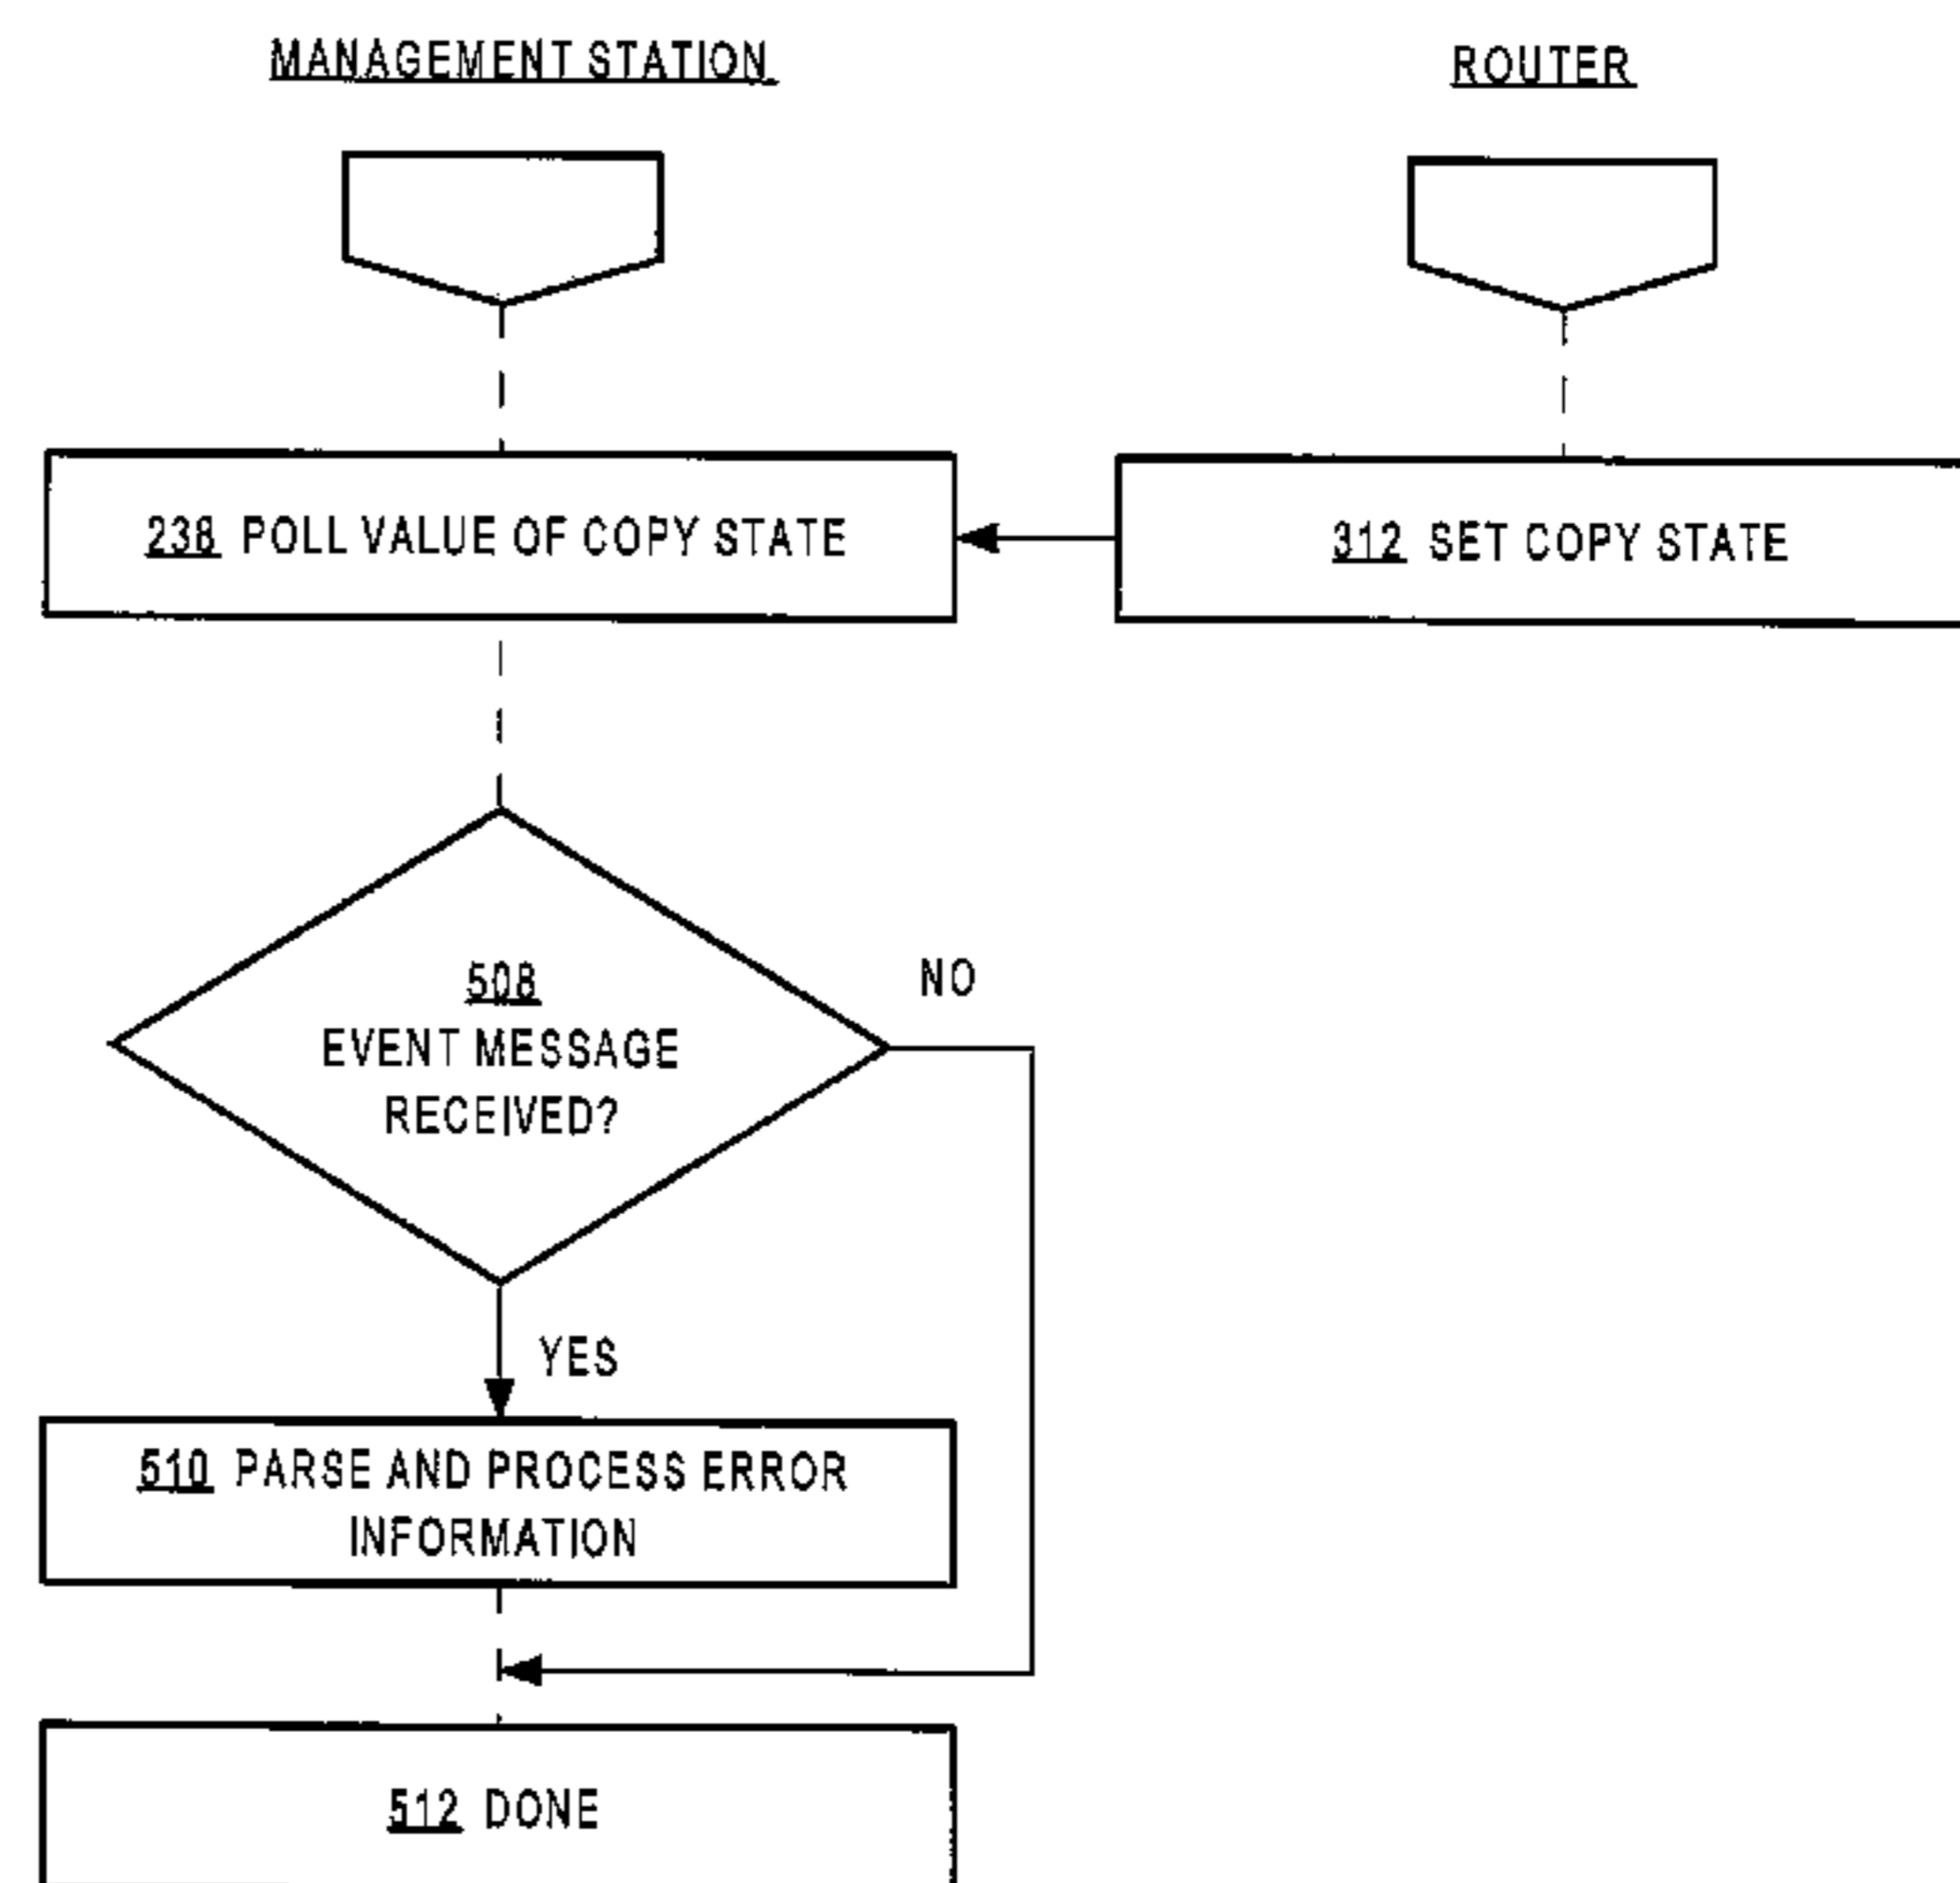 MANAGEMENT STATION
ROUTER
238 POLL VALUE OF COPY STATE
312 SET COPY STATE
508
EVENT MESSAGE
RECEIVED?
NO
YES
510 PARSE AND PROCESS ERROR
INFORMATION
512 DONE